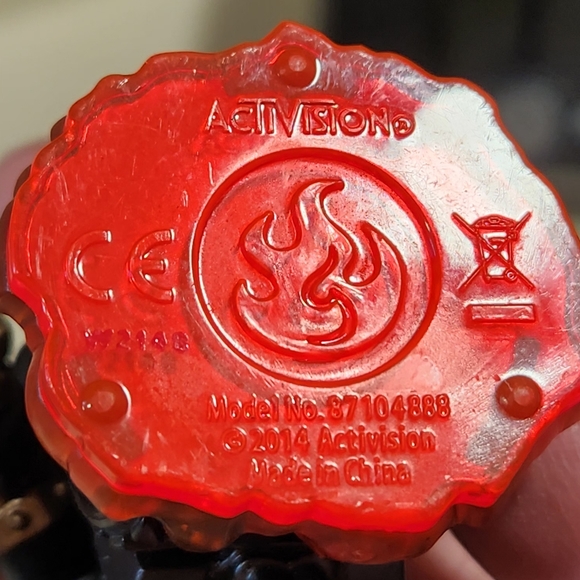 ACTIVISION®
CE
W2148
Model No. 87104888
© 2014 Activision
Made in China